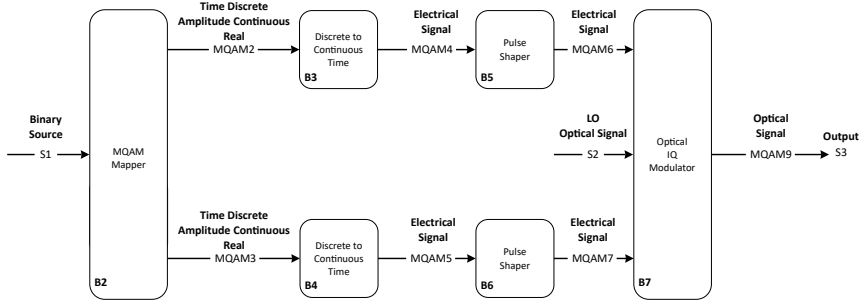 Time Discrete
Amplitude Continuous
Real
MQAM2
Discrete to
Continuous
Time
B3
Electrical
Signal
MQAM4
Pulse
Shaper
B5
Electrical
Signal
MQAM6
Binary
Source
S1
MQAM
Mapper
B2
LO
Optical Signal
S2
Optical
IQ
Modulator
B7
Optical
Signal
MQAM9
Output
S3
Time Discrete
Amplitude Continuous
Real
MQAM3
Discrete to
Continuous
Time
B4
Electrical
Signal
MQAM5
Pulse
Shaper
B6
Electrical
Signal
MQAM7